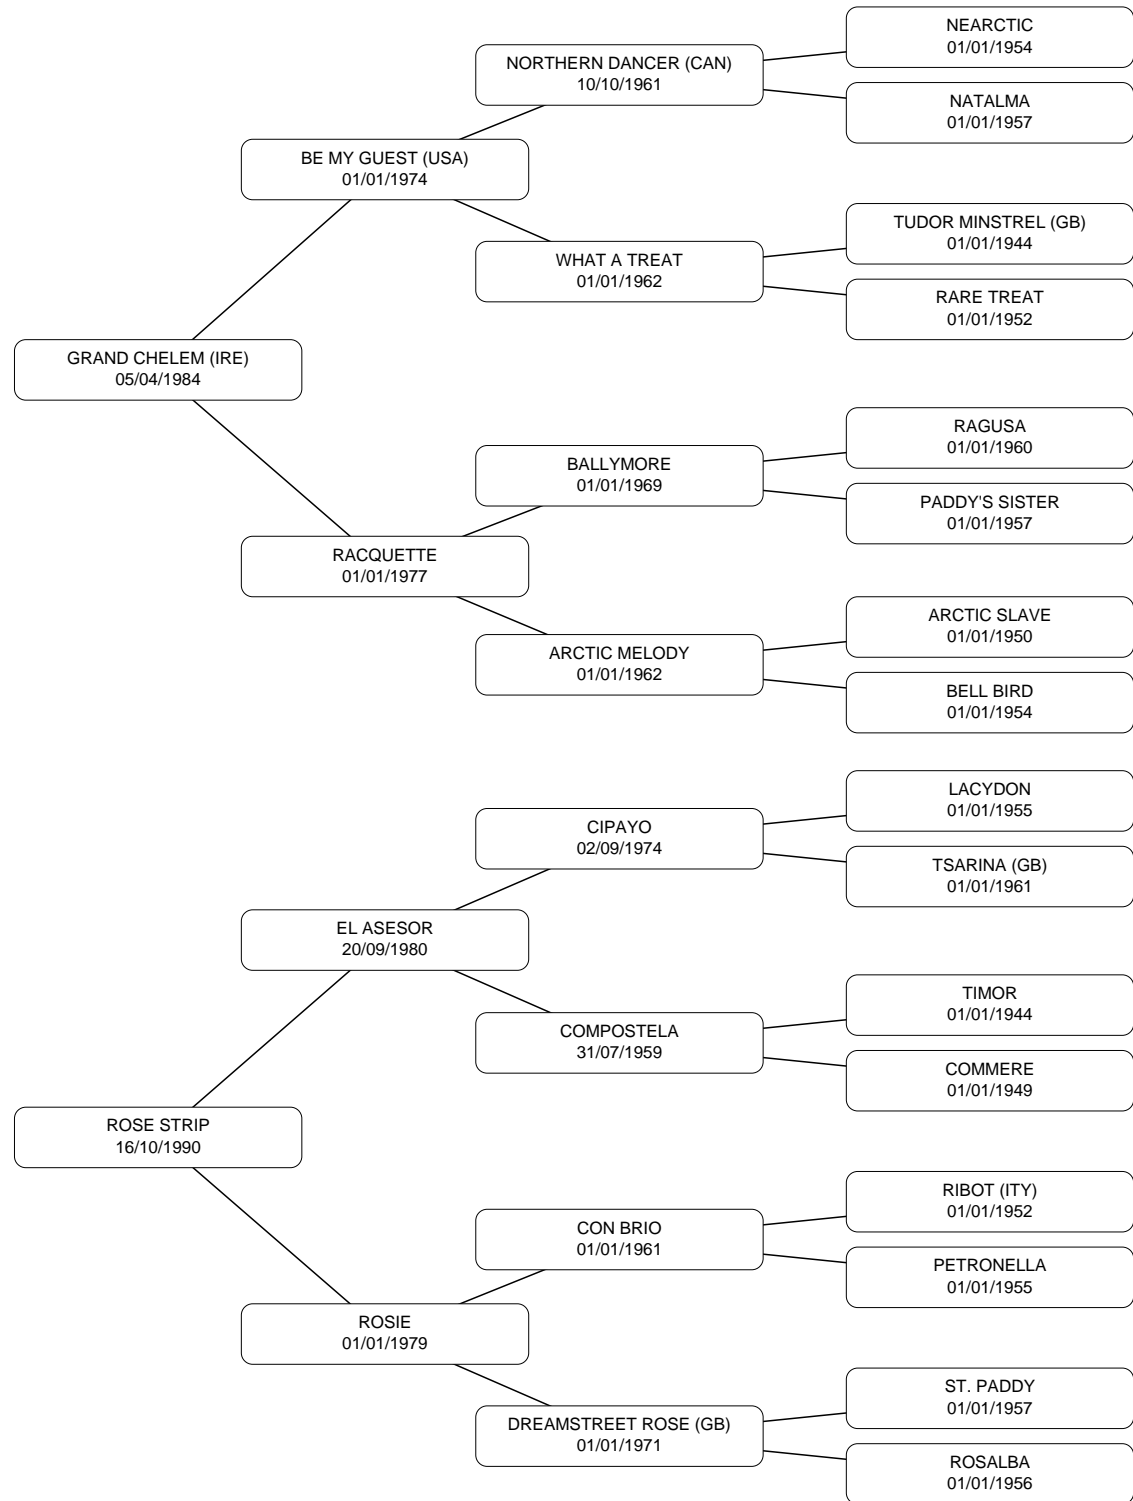 NEARCTIC
01/01/1954
NORTHERN DANCER (CAN)
10/10/1961
NATALMA
01/01/1957
BE MY GUEST (USA)
01/01/1974
TUDOR MINSTREL (GB)
01/01/1944
WHAT A TREAT
01/01/1962
RARE TREAT
01/01/1952
GRAND CHELEM (IRE)
05/04/1984
RAGUSA
01/01/1960
BALLYMORE
01/01/1969
PADDY'S SISTER
01/01/1957
RACQUETTE
01/01/1977
ARCTIC SLAVE
01/01/1950
ARCTIC MELODY
01/01/1962
BELL BIRD
01/01/1954
LACYDON
01/01/1955
CIPAYO
02/09/1974
TSARINA (GB)
01/01/1961
EL ASESOR
20/09/1980
TIMOR
01/01/1944
COMPOSTELA
31/07/1959
COMMERE
01/01/1949
ROSE STRIP
16/10/1990
RIBOT (ITY)
01/01/1952
CON BRIO
01/01/1961
PETRONELLA
01/01/1955
ROSIE
01/01/1979
ST. PADDY
01/01/1957
DREAMSTREET ROSE (GB)
01/01/1971
ROSALBA
01/01/1956